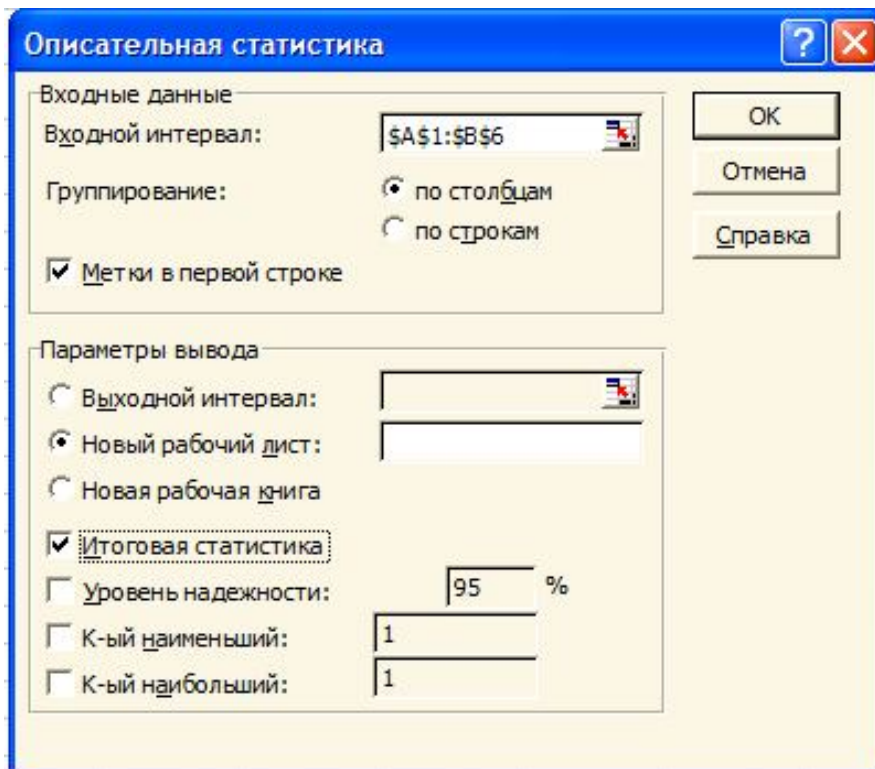 Описательная статистика
Входные данные
Входной интервал: $A$1:$B$6
Группирование: по столбцам
по строкам
Метки в первой строке
OK
Отмена
Справка
Параметры вывода
Выходной интервал:
Новый рабочий лист:
Новая рабочая книга
Итоговая статистика
Уровень надежности: 95 %
К-ый наименьший: 1
К-ый наибольший: 1